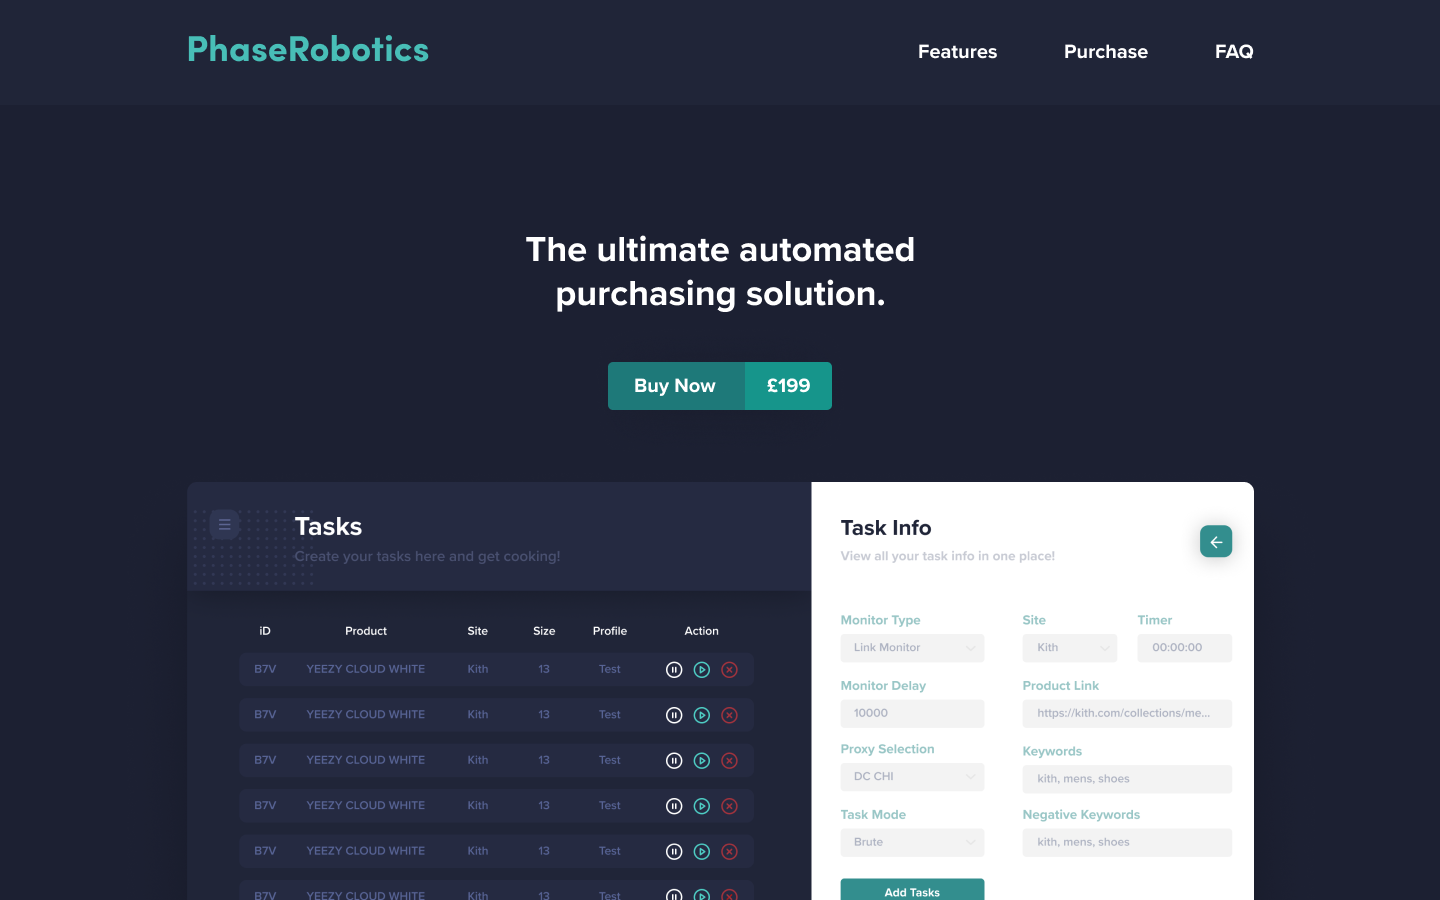 PhaseRobotics
Features Purchase FAQ
The ultimate automated
purchasing solution.
Buy Now £199
Tasks
Create your tasks here and get cooking!
iD Product Site Size Profile Action
B7V YEEZY CLOUD WHITE Kith 13 Test
B7V YEEZY CLOUD WHITE Kith 13 Test
B7V YEEZY CLOUD WHITE Kith 13 Test
B7V YEEZY CLOUD WHITE Kith 13 Test
B7V YEEZY CLOUD WHITE Kith 13 Test
B7V YEEZY CLOUD WHITE Kith 13 Test
Task Info
View all your task info in one place!
Monitor Type Site Timer
Link Monitor Kith 00:00:00
Monitor Delay Product Link
10000 https://kith.com/collections/me...
Proxy Selection Keywords
DC CHI kith, mens, shoes
Task Mode Negative Keywords
Brute kith, mens, shoes
Add Tasks